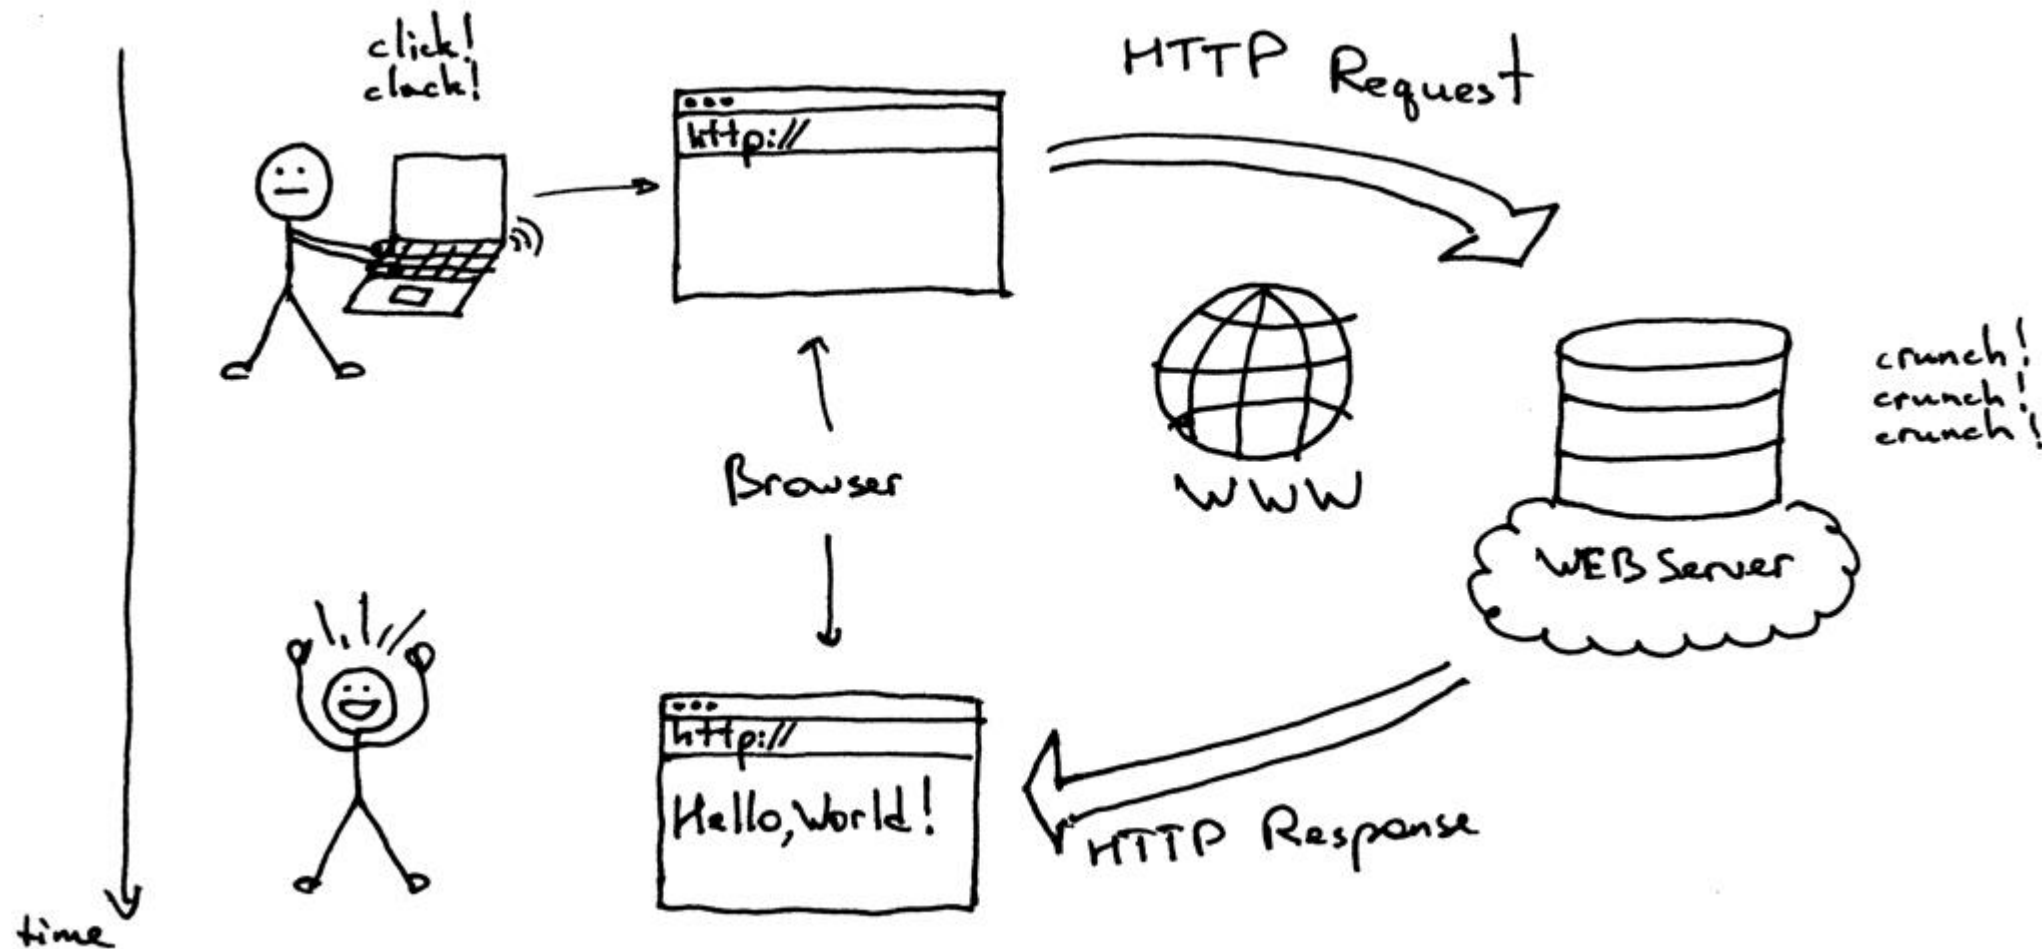 click!
clack!
HTTP Request
http://
crunch!
crunch!
crunch!
Browser
WWW
WEB Server
http://
Hello, World!
HTTP Response
time